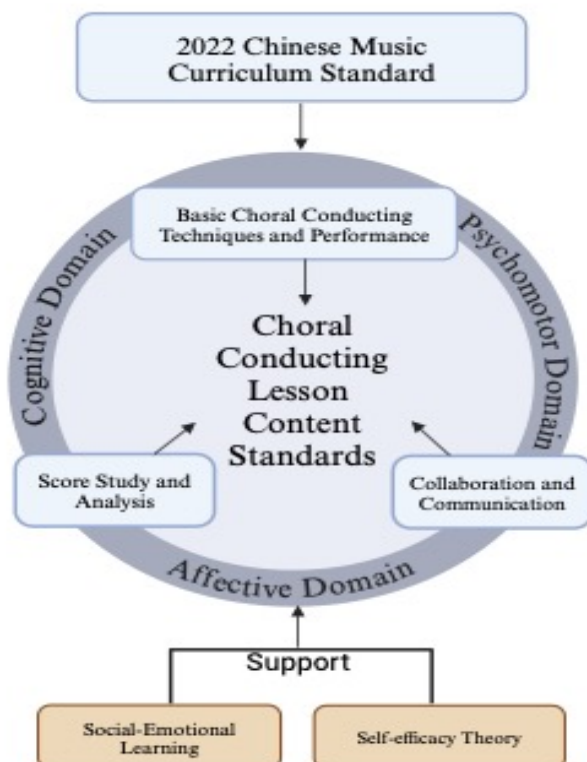 2022 Chinese Music
Curriculum Standard
Basic Choral Conducting
Techniques and Performance
Cognitive Domain
Psychomotor Domain
Choral
Conducting
Lesson
Content
Standards
Score Study and
Analysis
Collaboration and
Communication
Affective Domain
Support
Social-Emotional
Learning
Self-efficacy Theory